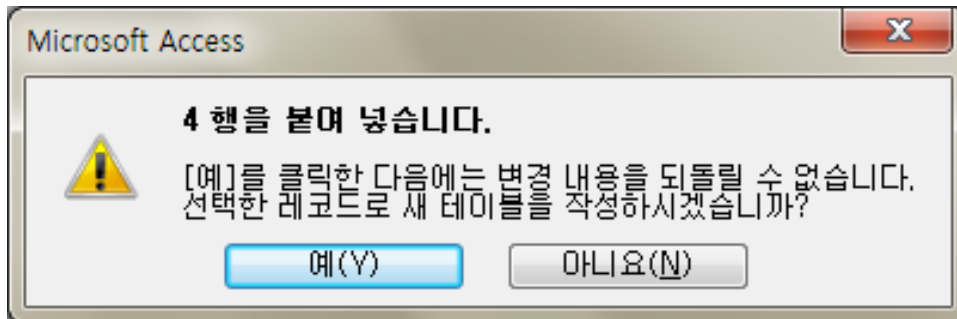 Microsoft Access
4 행을 붙여 넣습니다.
[예]를 클릭한 다음에는 변경 내용을 되돌릴 수 없습니다.
선택한 레코드로 새 테이블을 작성하시겠습니까?
예(Y)
아니요(N)